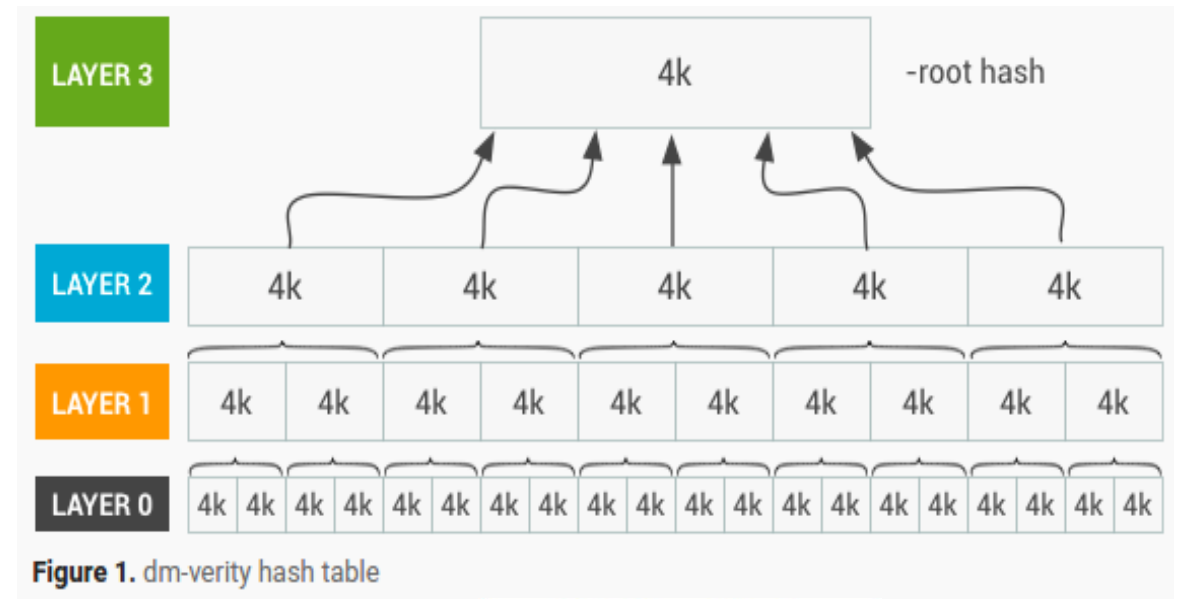 LAYER 3 4k -root hash
LAYER 2 4k 4k 4k 4k 4k
LAYER 1 4k 4k 4k 4k 4k 4k 4k 4k 4k 4k
LAYER 0 4k 4k 4k 4k 4k 4k 4k 4k 4k 4k 4k 4k 4k 4k 4k 4k 4k 4k 4k 4k
Figure 1. dm-verity hash table